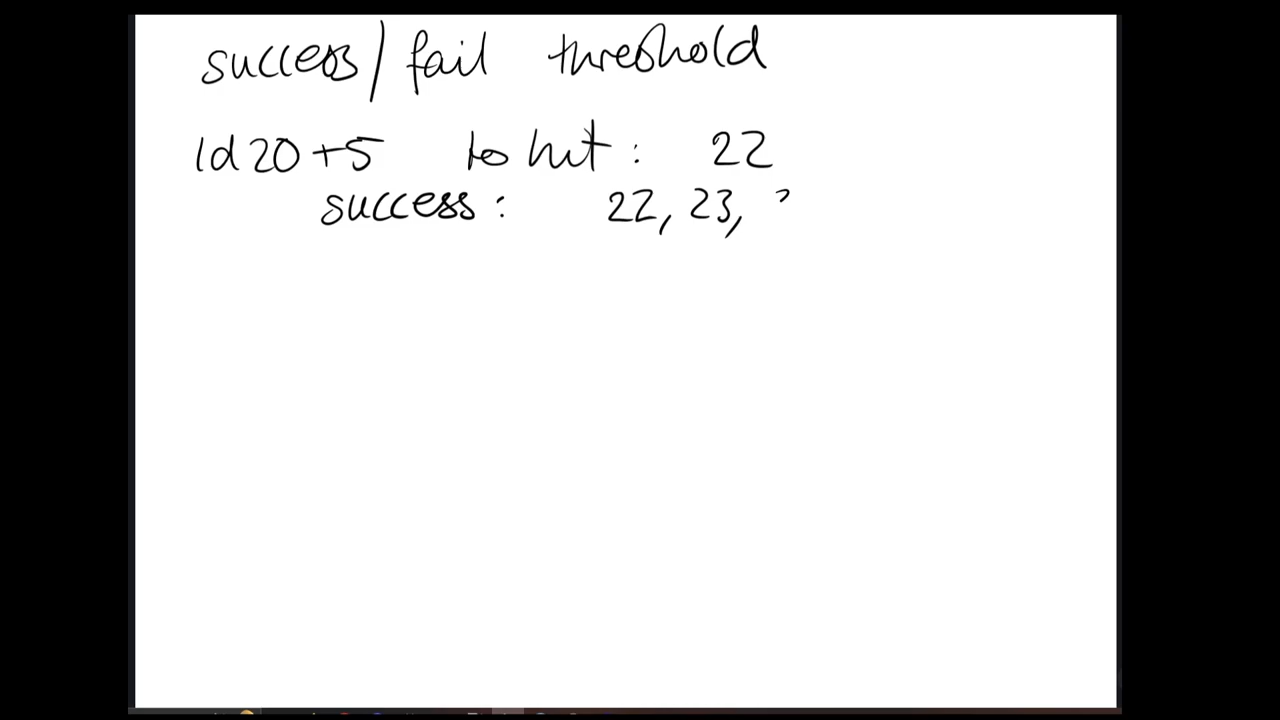 success/fail threshold
1d20+5 to hit: 22
success: 22, 23,